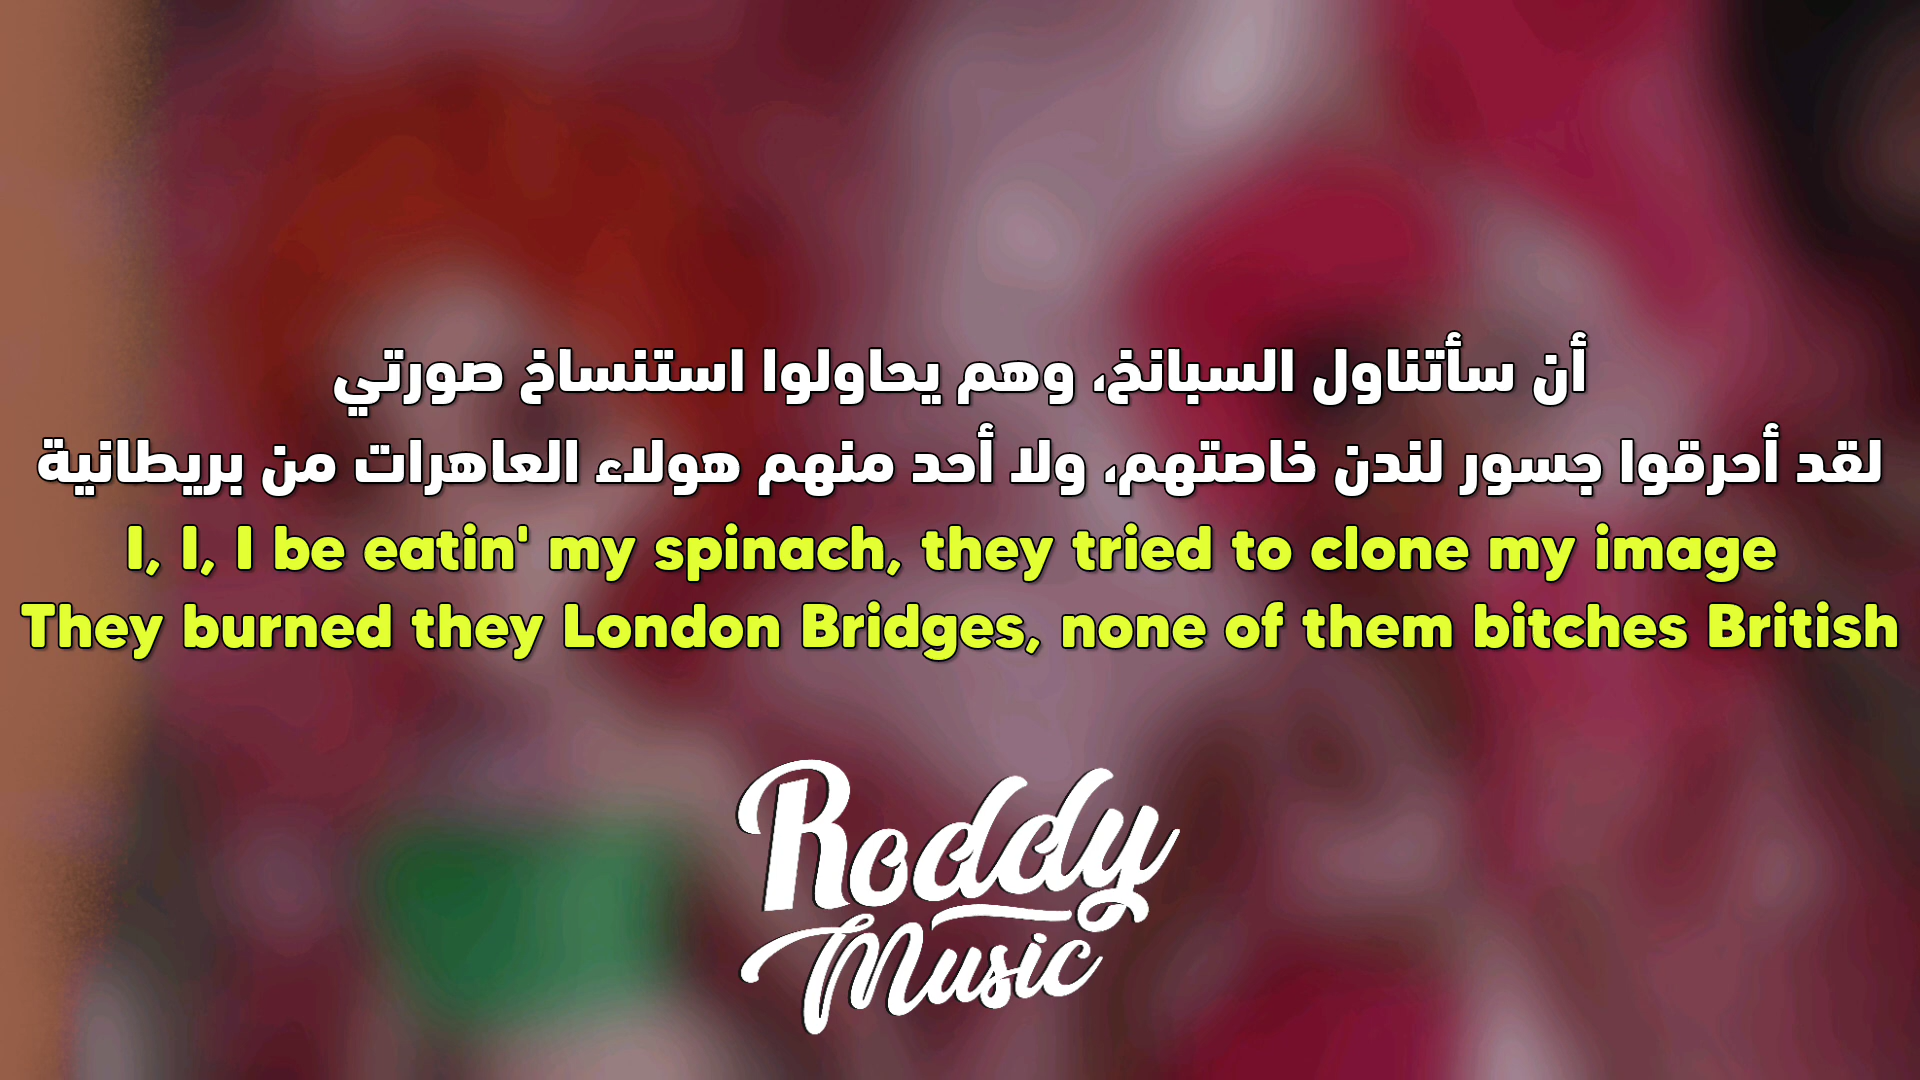 أن سأتناول السبانخ، وهم يحاولوا استنساخ صورتي
لقد أحرقوا جسور لندن خاصتهم، ولا أحد منهم هولاء العاهرات من بريطانية
I, I, I be eatin' my spinach, they tried to clone my image
They burned they London Bridges, none of them bitches British
Roddy
Music